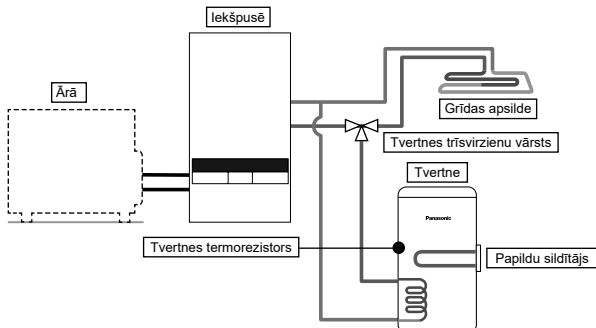 Iekšpusē
Ārā
Grīdas apsilde
Tvertnes trīsvirzienu vārsts
Tvertne
Panasonic
Tvertnes termorezistors
Papildu sildītājs